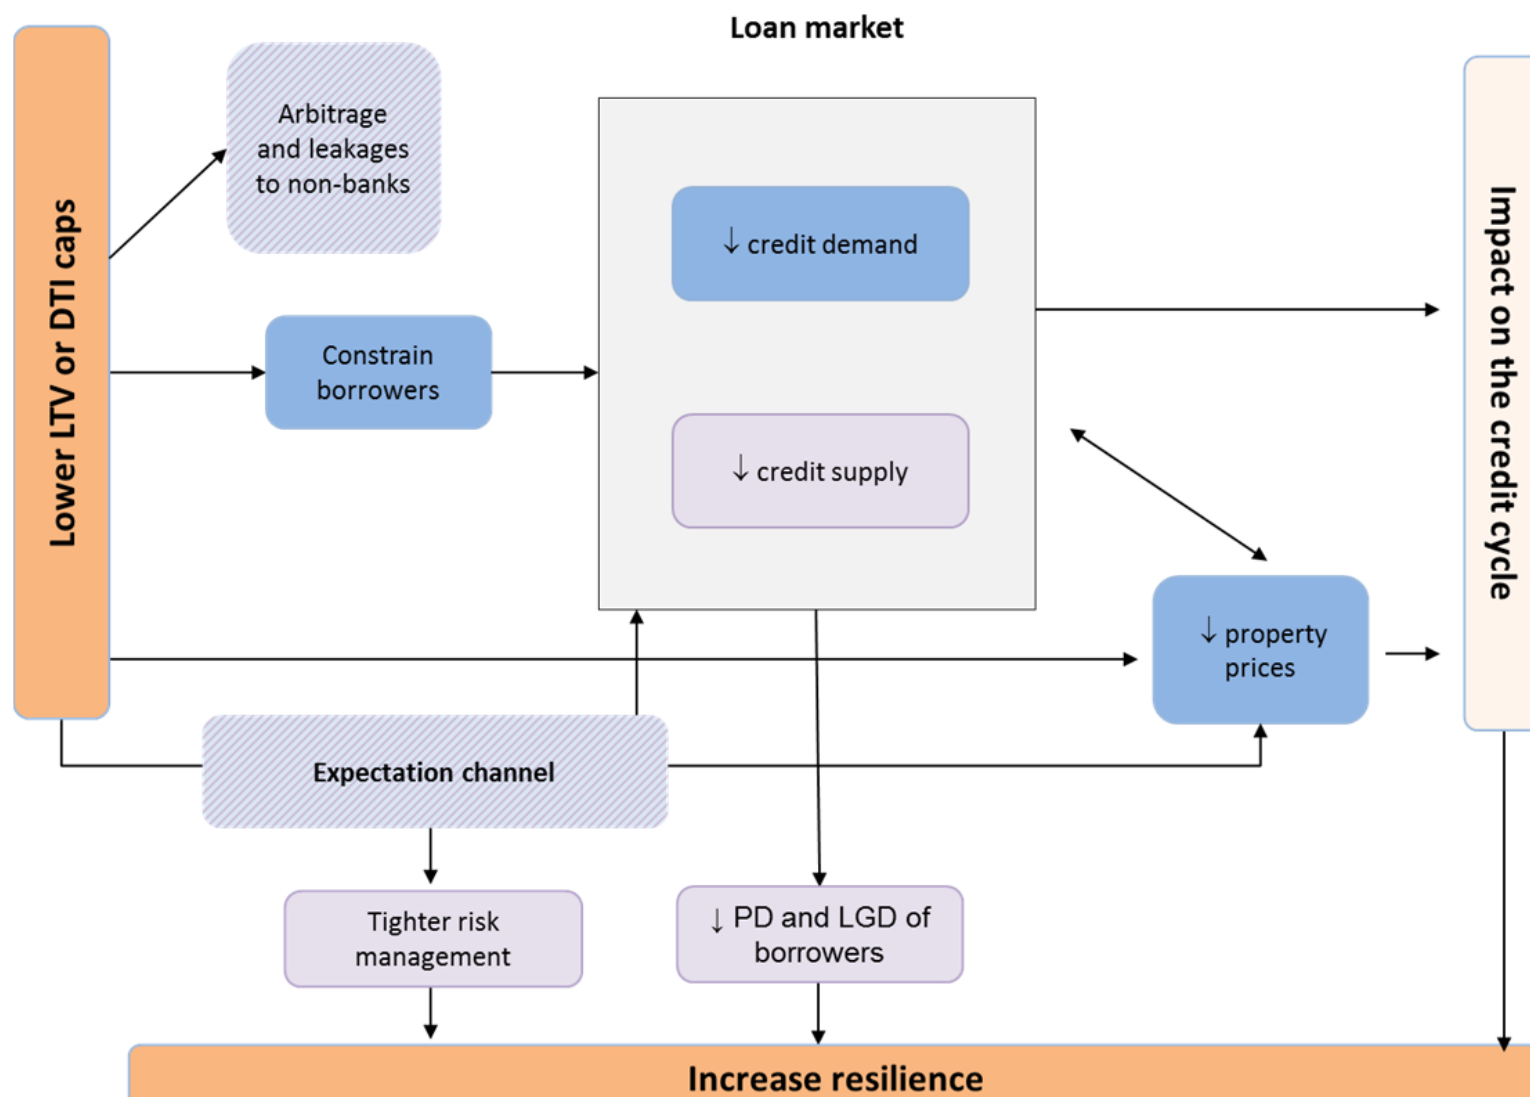 Loan market
Lower LTV or DTI caps
Arbitrage
and leakages
to non-banks
Constrain
borrowers
↓ credit demand
↓ credit supply
Impact on the credit cycle
↓ property
prices
Expectation channel
Tighter risk
management
↓ PD and LGD of
borrowers
Increase resilience